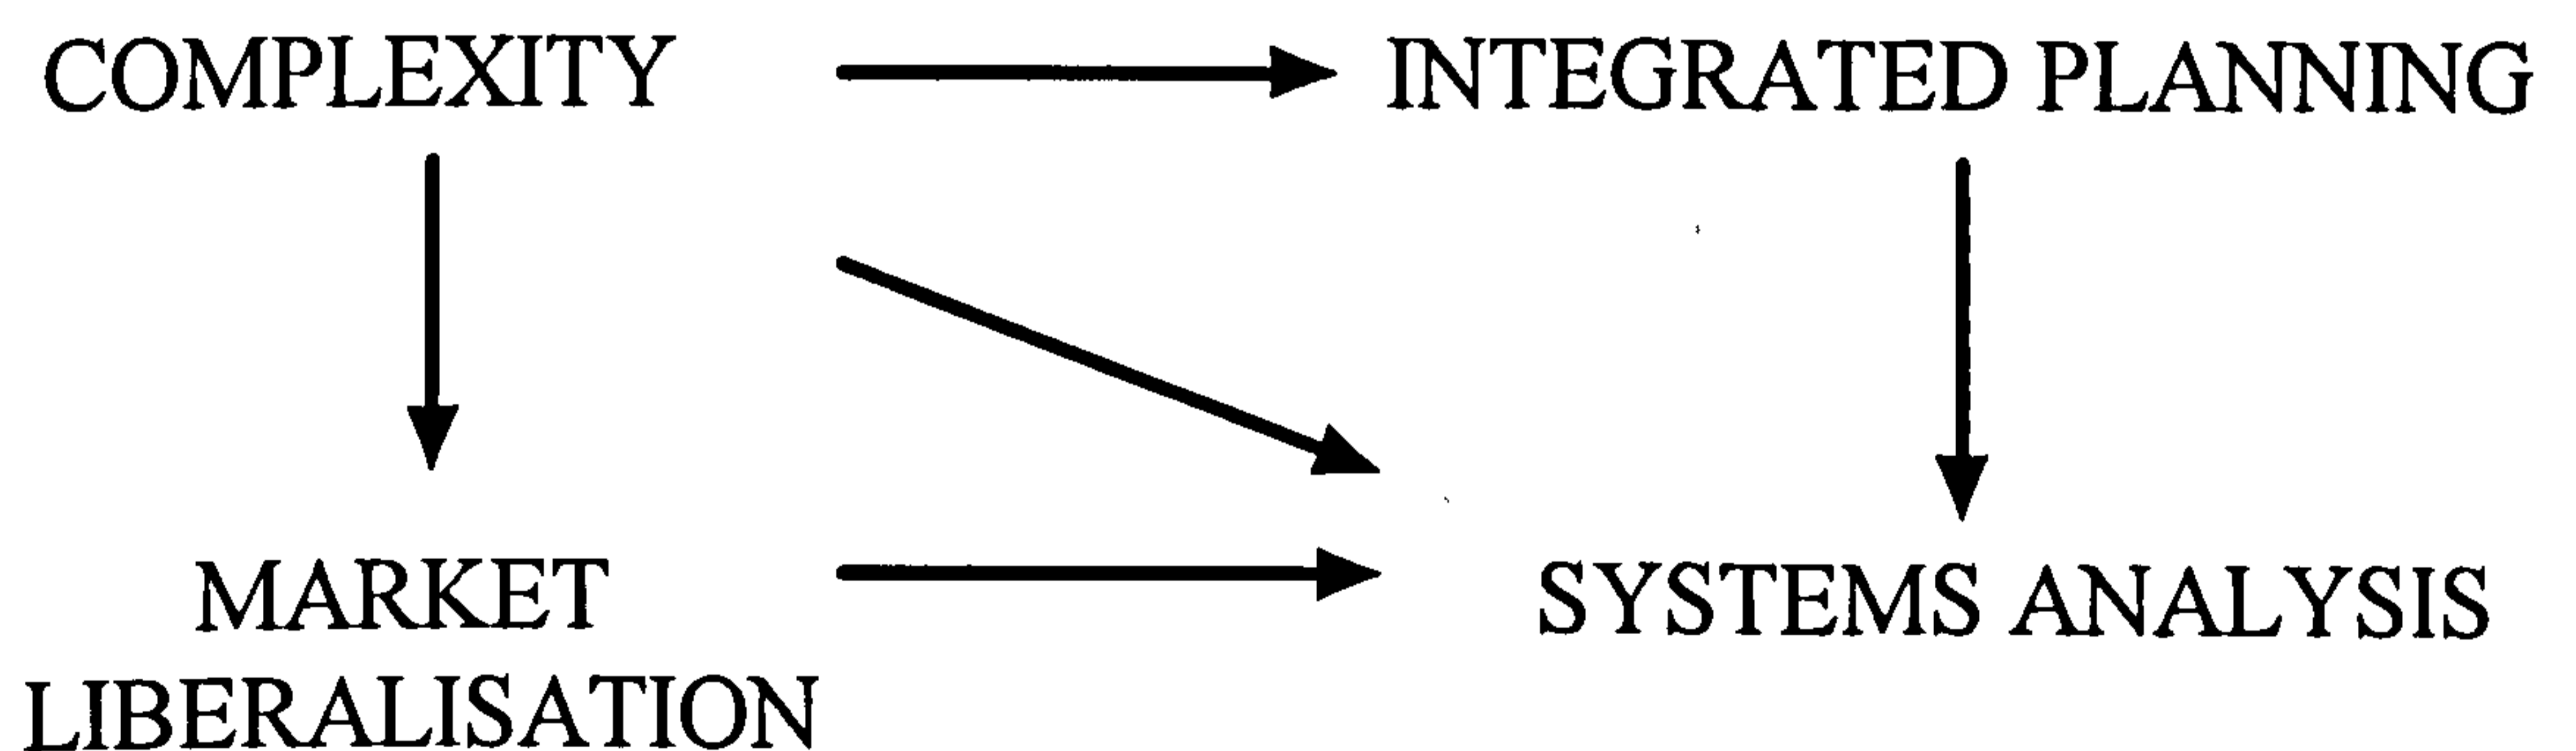 COMPLEXITY
INTEGRATED PLANNING
MARKET
LIBERALISATION
SYSTEMS ANALYSIS